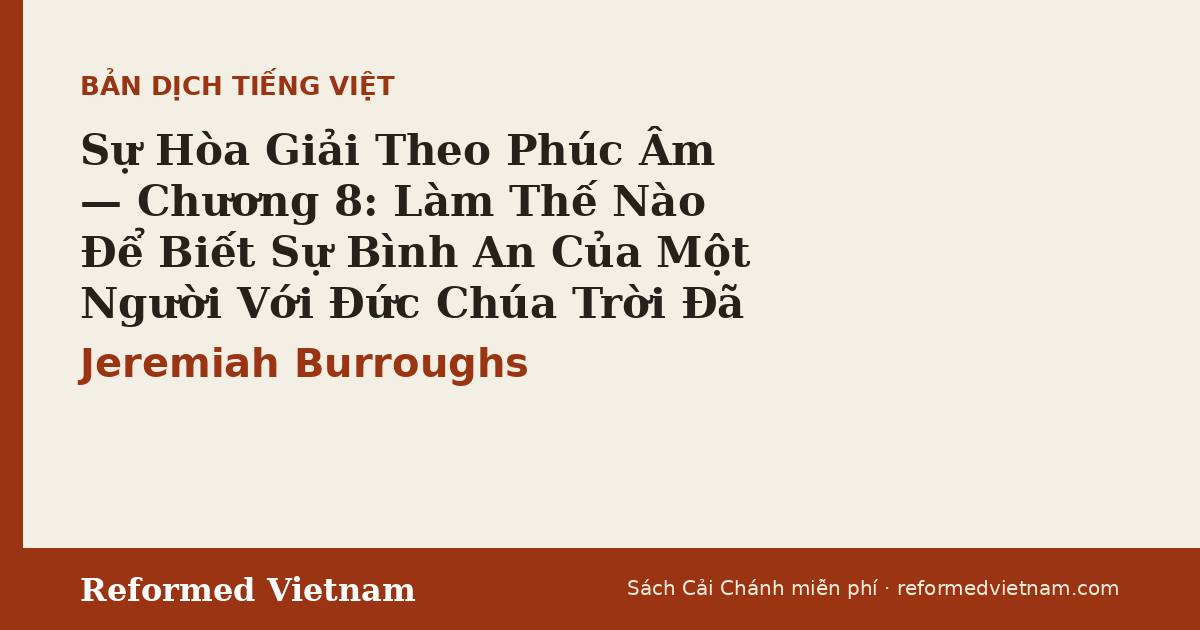 BẢN DỊCH TIẾNG VIỆT
Sự Hòa Giải Theo Phúc Âm
— Chương 8: Làm Thế Nào
Để Biết Sự Bình An Của Một
Người Với Đức Chúa Trời Đã
Jeremiah Burroughs
Reformed Vietnam
Sách Cải Chánh miễn phí · reformedvietnam.com